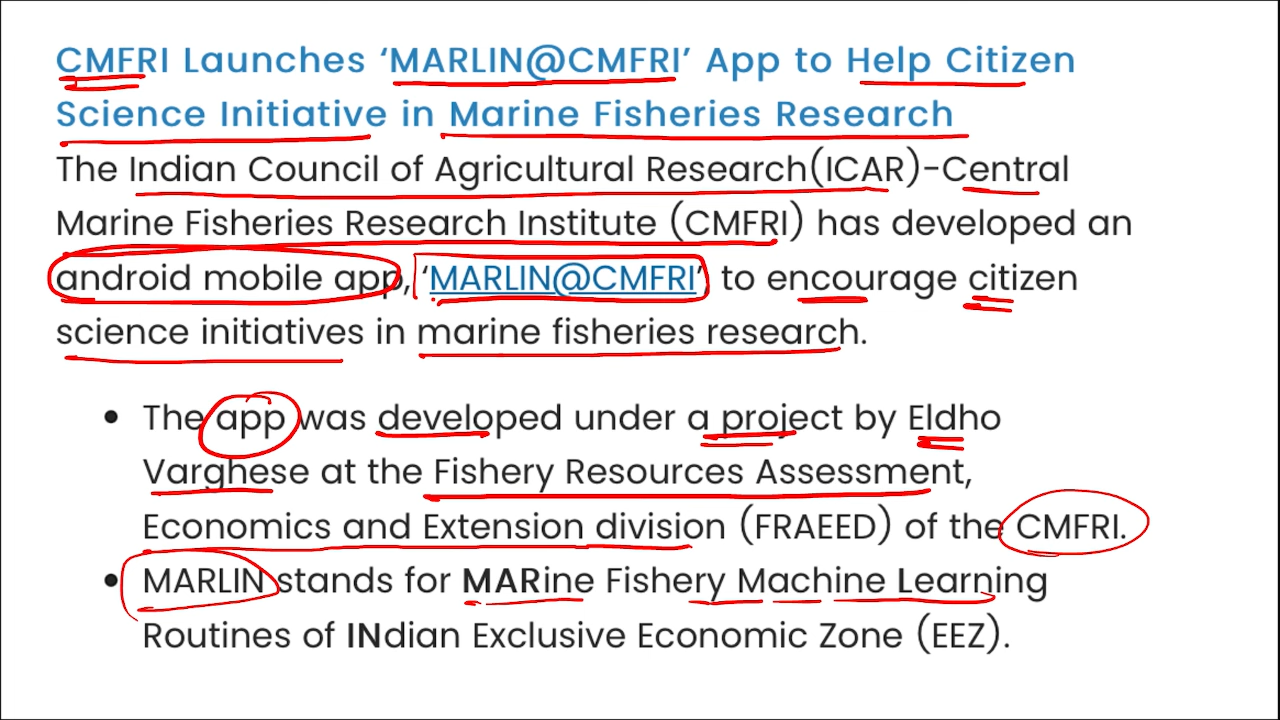 CMFRI Launches ‘MARLIN@CMFRI’ App to Help Citizen
Science Initiative in Marine Fisheries Research
The Indian Council of Agricultural Research(ICAR)-Central
Marine Fisheries Research Institute (CMFRI) has developed an
android mobile app, ‘MARLIN@CMFRI’, to encourage citizen
science initiatives in marine fisheries research.
• The app was developed under a project by Eldho
Varghese at the Fishery Resources Assessment,
Economics and Extension division (FRAEED) of the CMFRI.
• MARLIN stands for MARine Fishery Machine Learning
Routines of INdian Exclusive Economic Zone (EEZ).